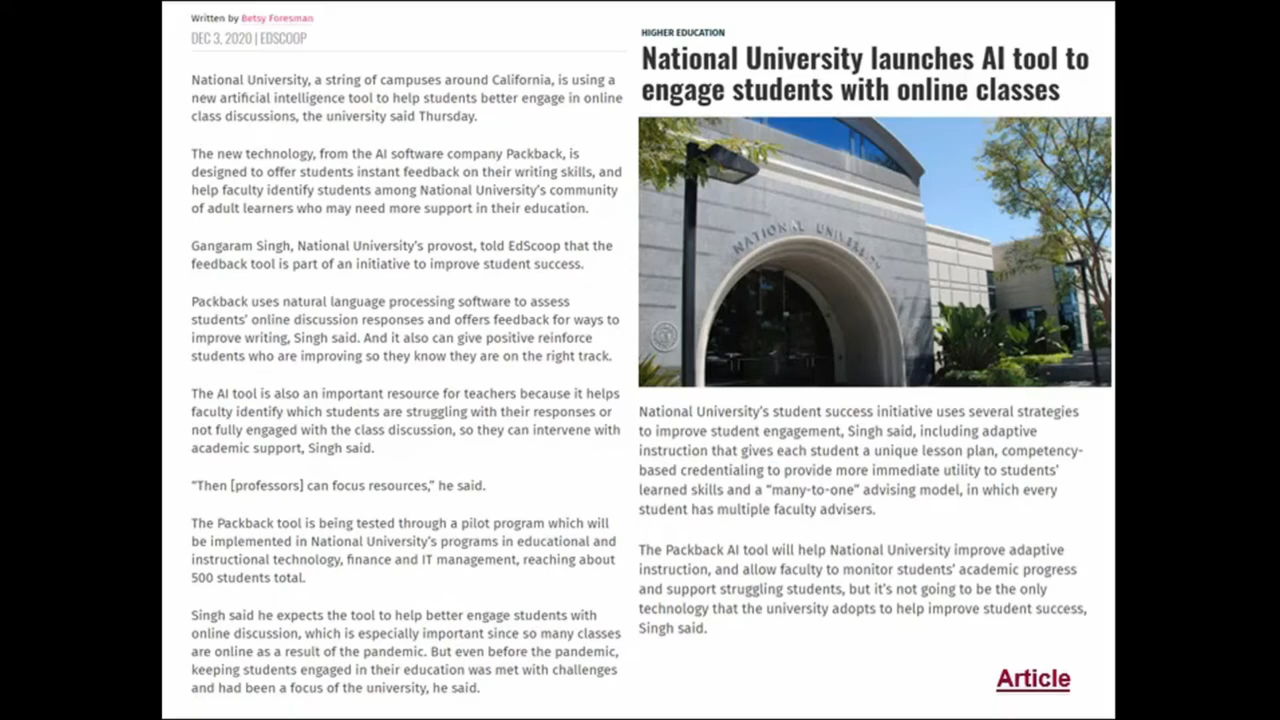 Written by Betsy Foresman
DEC 3, 2020 | EDSCOOP
National University, a string of campuses around California, is using a
new artificial intelligence tool to help students better engage in online
class discussions, the university said Thursday.
The new technology, from the AI software company Packback, is
designed to offer students instant feedback on their writing skills, and
help faculty identify students among National University's community
of adult learners who may need more support in their education.
Gangaram Singh, National University's provost, told EdScoop that the
feedback tool is part of an initiative to improve student success.
Packback uses natural language processing software to assess
students' online discussion responses and offers feedback for ways to
improve writing, Singh said. And it also can give positive reinforce
students who are improving so they know they are on the right track.
The AI tool is also an important resource for teachers because it helps
faculty identify which students are struggling with their responses or
not fully engaged with the class discussion, so they can intervene with
academic support, Singh said.
“Then [professors] can focus resources,” he said.
The Packback tool is being tested through a pilot program which will
be implemented in National University's programs in educational and
instructional technology, finance and IT management, reaching about
500 students total.
Singh said he expects the tool to help better engage students with
online discussion, which is especially important since so many classes
are online as a result of the pandemic. But even before the pandemic,
keeping students engaged in their education was met with challenges
and had been a focus of the university, he said.
HIGHER EDUCATION
National University launches AI tool to
engage students with online classes
NATIONAL UNIVERSITY
National University's student success initiative uses several strategies
to improve student engagement, Singh said, including adaptive
instruction that gives each student a unique lesson plan, competency-
based credentialing to provide more immediate utility to students'
learned skills and a “many-to-one” advising model, in which every
student has multiple faculty advisers.
The Packback AI tool will help National University improve adaptive
instruction, and allow faculty to monitor students' academic progress
and support struggling students, but it's not going to be the only
technology that the university adopts to help improve student success,
Singh said.
Article